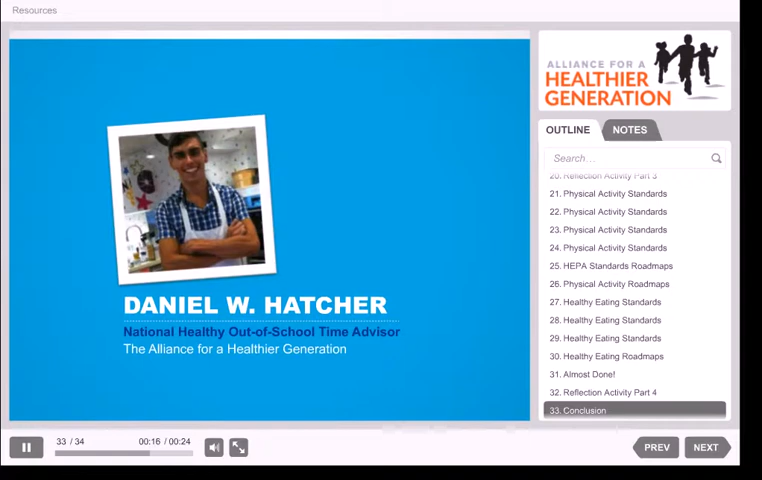 Resources
ALLIANCE FOR A
HEALTHIER
GENERATION
OUTLINE
NOTES
Search...
20. Reflection Activity Part 3
21. Physical Activity Standards
22. Physical Activity Standards
23. Physical Activity Standards
24. Physical Activity Standards
25. HEPA Standards Roadmaps
26. Physical Activity Roadmaps
27. Healthy Eating Standards
28. Healthy Eating Standards
29. Healthy Eating Standards
30. Healthy Eating Roadmaps
31. Almost Done!
32. Reflection Activity Part 4
33. Conclusion
DANIEL W. HATCHER
National Healthy Out-of-School Time Advisor
The Alliance for a Healthier Generation
33 / 34
00:16 / 00:24
PREV
NEXT